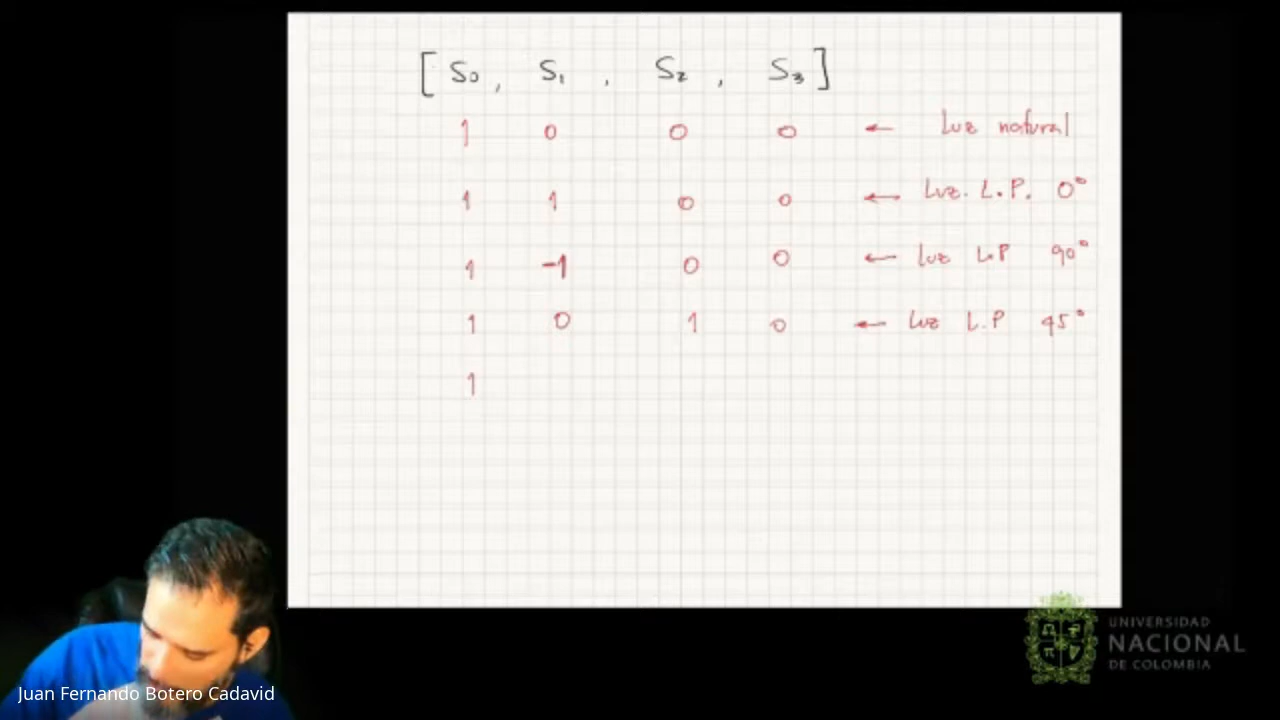 [ S₀ , S₁ , S₂ , S₃ ]
1 0 0 0 ← Luz natural
1 1 0 0 ← Luz. L.P. 0°
1 -1 0 0 ← luz L.P 90°
1 0 1 0 ← luz L.P 45°
1
UNIVERSIDAD
NACIONAL
DE COLOMBIA
Juan Fernando Botero Cadavid